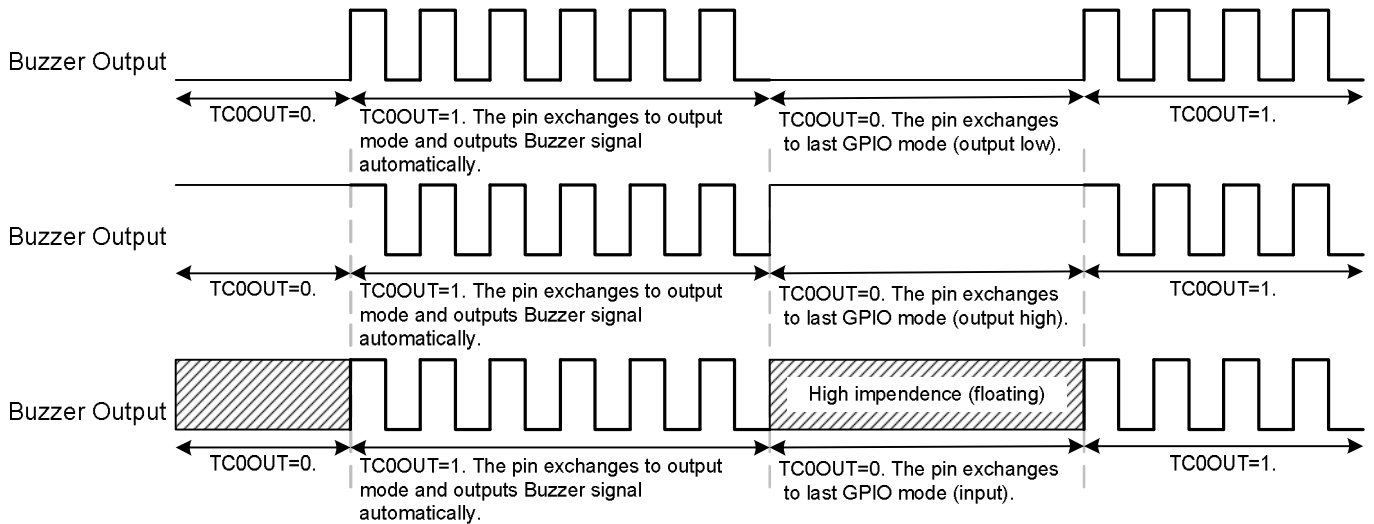 Buzzer Output
TC0OUT=0.
TC0OUT=1. The pin exchanges to output
mode and outputs Buzzer signal
automatically.
TC0OUT=0. The pin exchanges
to last GPIO mode (output low).
TC0OUT=1.
Buzzer Output
TC0OUT=0.
TC0OUT=1. The pin exchanges to output
mode and outputs Buzzer signal
automatically.
TC0OUT=0. The pin exchanges
to last GPIO mode (output high).
TC0OUT=1.
Buzzer Output
High impendence (floating)
TC0OUT=0.
TC0OUT=1. The pin exchanges to output
mode and outputs Buzzer signal
automatically.
TC0OUT=0. The pin exchanges
to last GPIO mode (input).
TC0OUT=1.